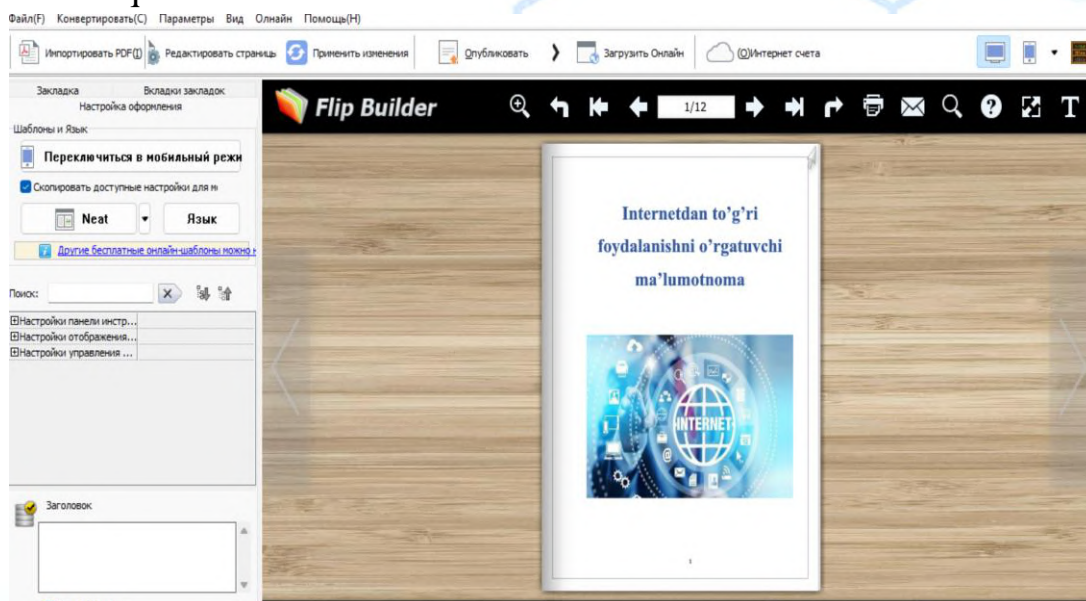 Файл(F) Конвертировать(C) Параметры Вид Онлайн Помощь(H)
Импортировать PDF(I) Редактировать страницы Применить изменения Опубликовать Загрузить Онлайн (O)Интернет счета
Закладка Вкладки закладок
Настройка оформления
Шаблоны и Язык
Переключиться в мобильный режи
Скопировать доступные настройки для
Neat Язык
Другие бесплатные онлайн-шаблоны можно н
Поиск:
Настройки панели инстр...
Настройки отображения...
Настройки управления ...
Заголовок
Flip Builder
1/12
Internetdan to’g’ri
foydalanishni o’rgatuvchi
ma’lumotnoma
INTERNET
1